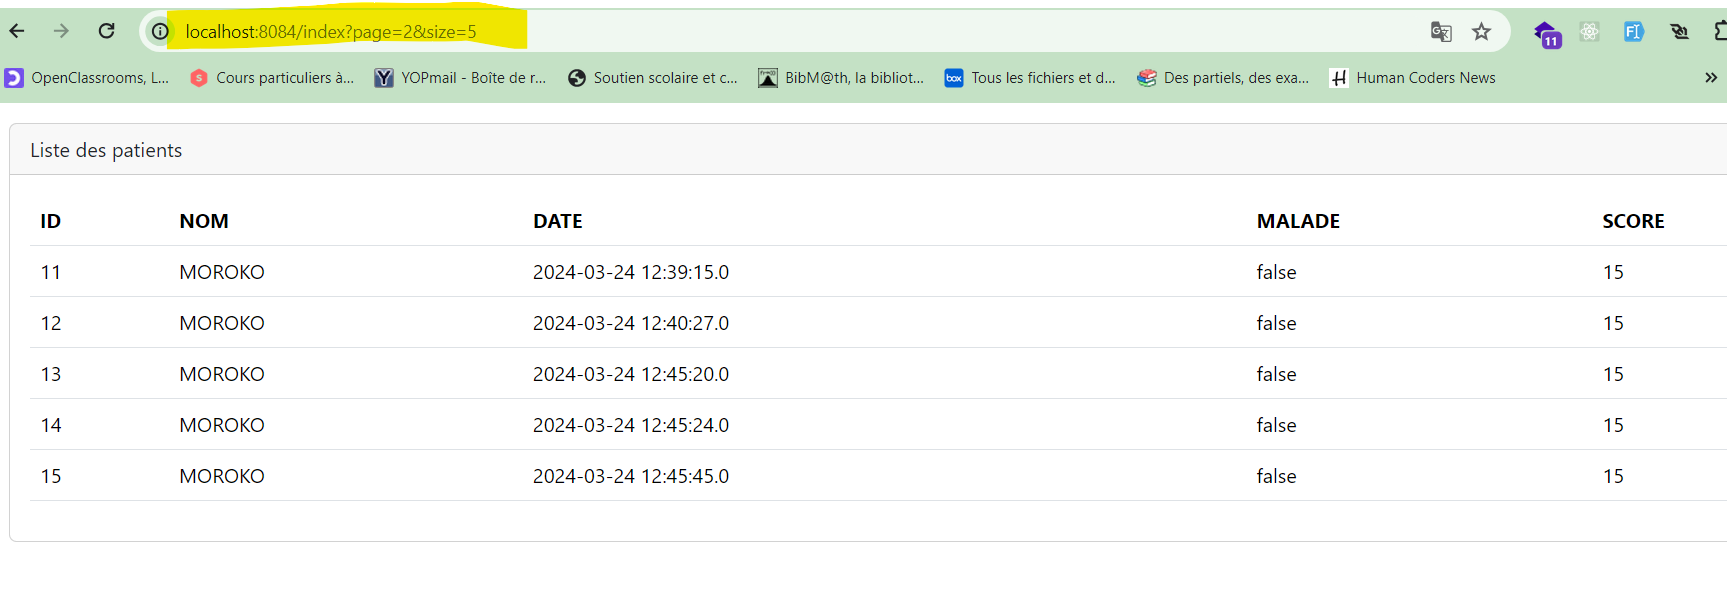 localhost:8084/index?page=2&size=5
11
OpenClassrooms, L... Cours particuliers à... YOPmail - Boîte de r... Soutien scolaire et c... BibM@th, la bibliot... box Tous les fichiers et d... Des partiels, des exa... Human Coders News »
Liste des patients
ID NOM DATE MALADE SCORE
11 MOROKO 2024-03-24 12:39:15.0 false 15
12 MOROKO 2024-03-24 12:40:27.0 false 15
13 MOROKO 2024-03-24 12:45:20.0 false 15
14 MOROKO 2024-03-24 12:45:24.0 false 15
15 MOROKO 2024-03-24 12:45:45.0 false 15